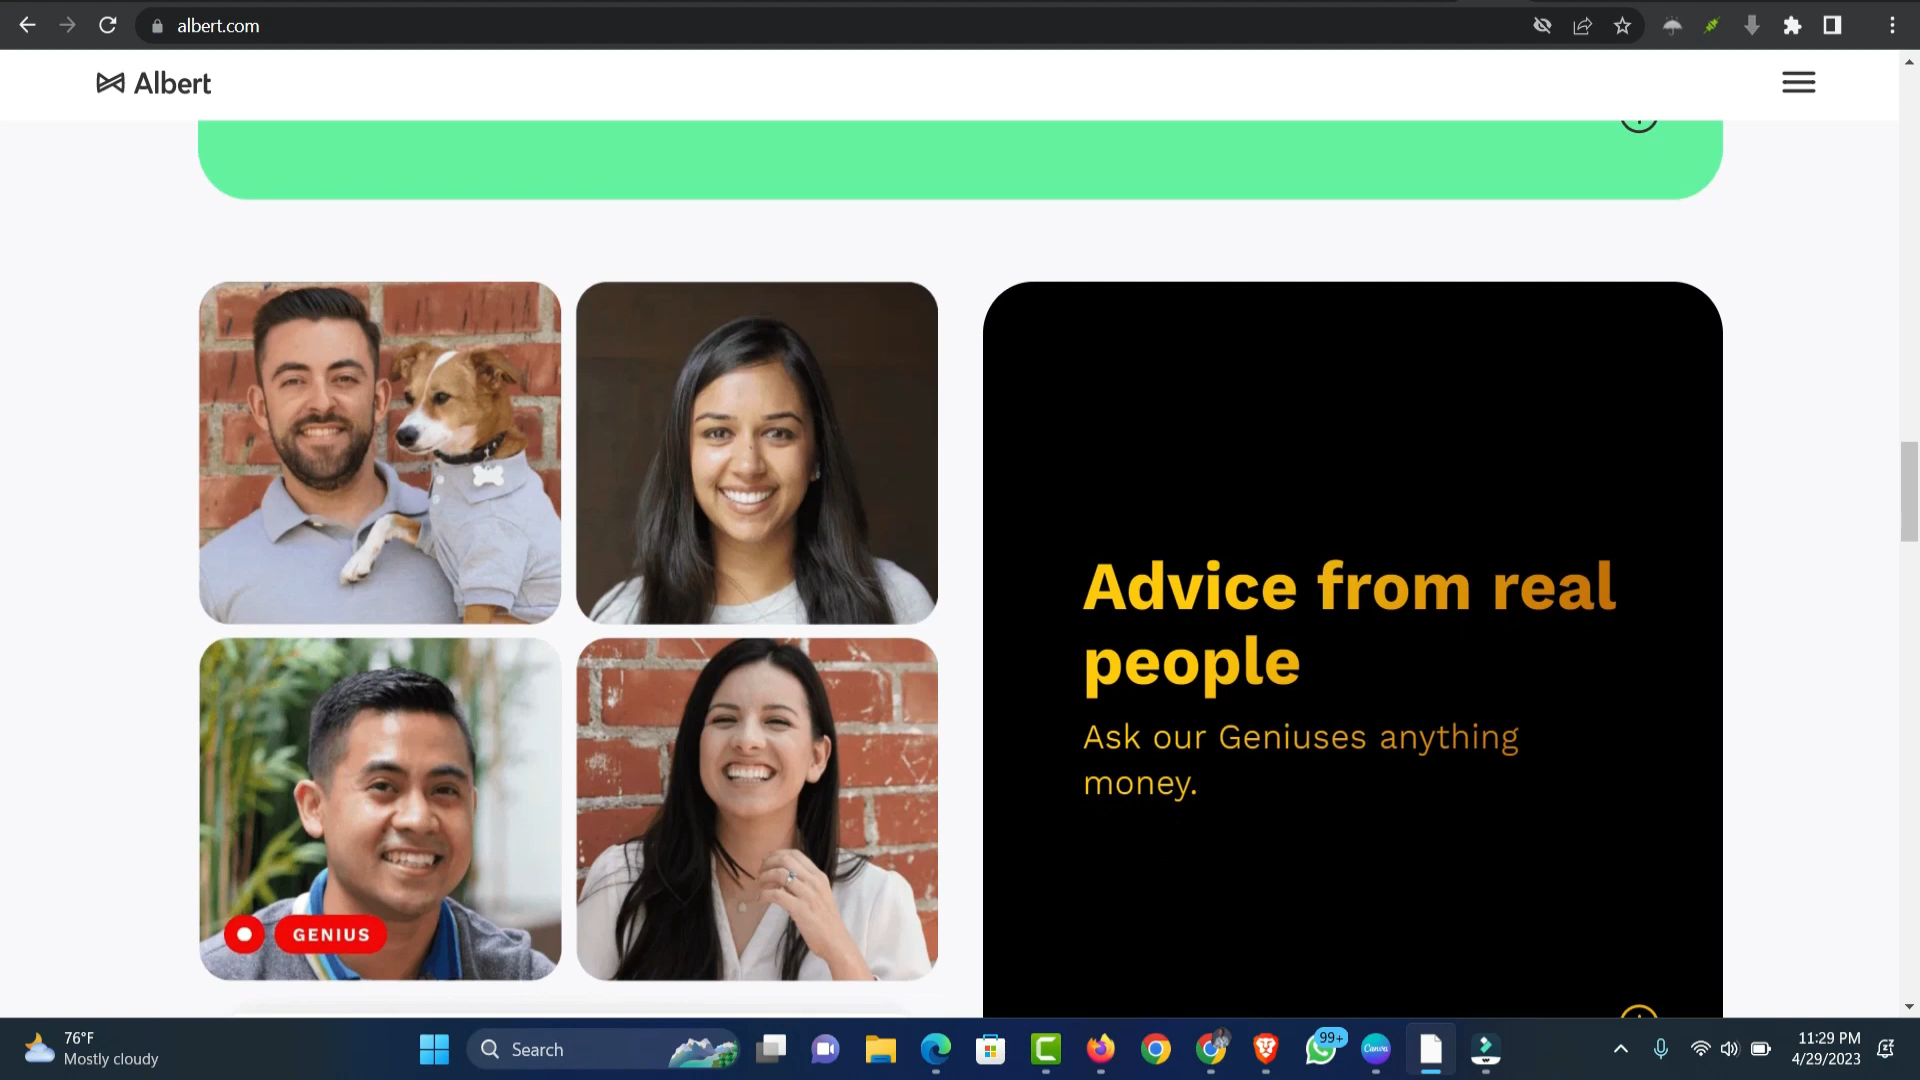 albert.com
Albert
Advice from real
people
Ask our Geniuses anything
money.
GENIUS
76°F
Mostly cloudy
Search
99+
Canva
11:29 PM
4/29/2023